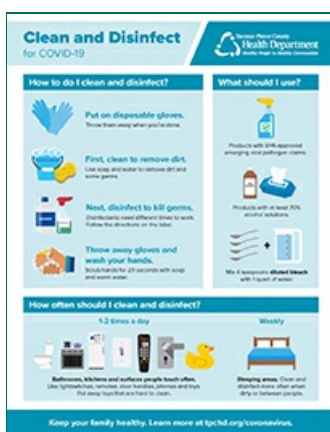 Clean and Disinfect
for COVID-19
Tacoma-Pierce County
Health Department
Healthy People in Healthy Communities
How to do I clean and disinfect?
Put on disposable gloves.
Throw them away when you're done.
First, clean to remove dirt.
Use soap and water to remove dirt and
some germs.
Next, disinfect to kill germs.
Disinfectants need different times to work.
Follow the directions on the label.
Throw away gloves and
wash your hands.
Scrub hands for 20 seconds with soap
and warm water.
What should I use?
Products with EPA-approved
emerging viral pathogen claims.
Products with at least 70%
alcohol solutions.
Mix 4 teaspoons diluted bleach
with 1 quart of water.
How often should I clean and disinfect?
1-2 times a day
Bathrooms, kitchens and surfaces people touch often.
Like lightswitches, remotes, door handles, phones and toys.
Put away toys that are hard to clean.
Weekly
Sleeping areas. Clean and
disinfect more often when
dirty or between people.
Keep your family healthy. Learn more at tpchd.org/coronavirus.